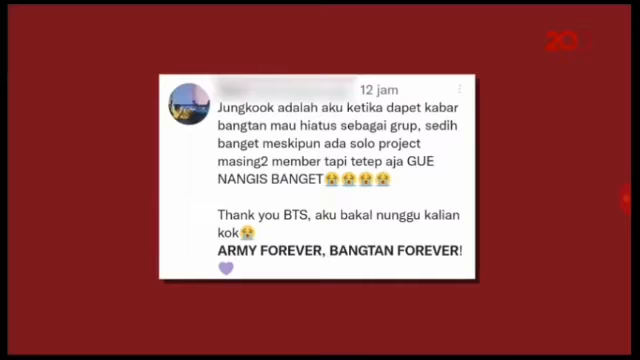 20
12 jam
Jungkook adalah aku ketika dapet kabar
bangtan mau hiatus sebagai grup, sedih
banget meskipun ada solo project
masing2 member tapi tetep aja GUE
NANGIS BANGET😭😭😭😭
Thank you BTS, aku bakal nunggu kalian
kok😭
ARMY FOREVER, BANGTAN FOREVER!
💜